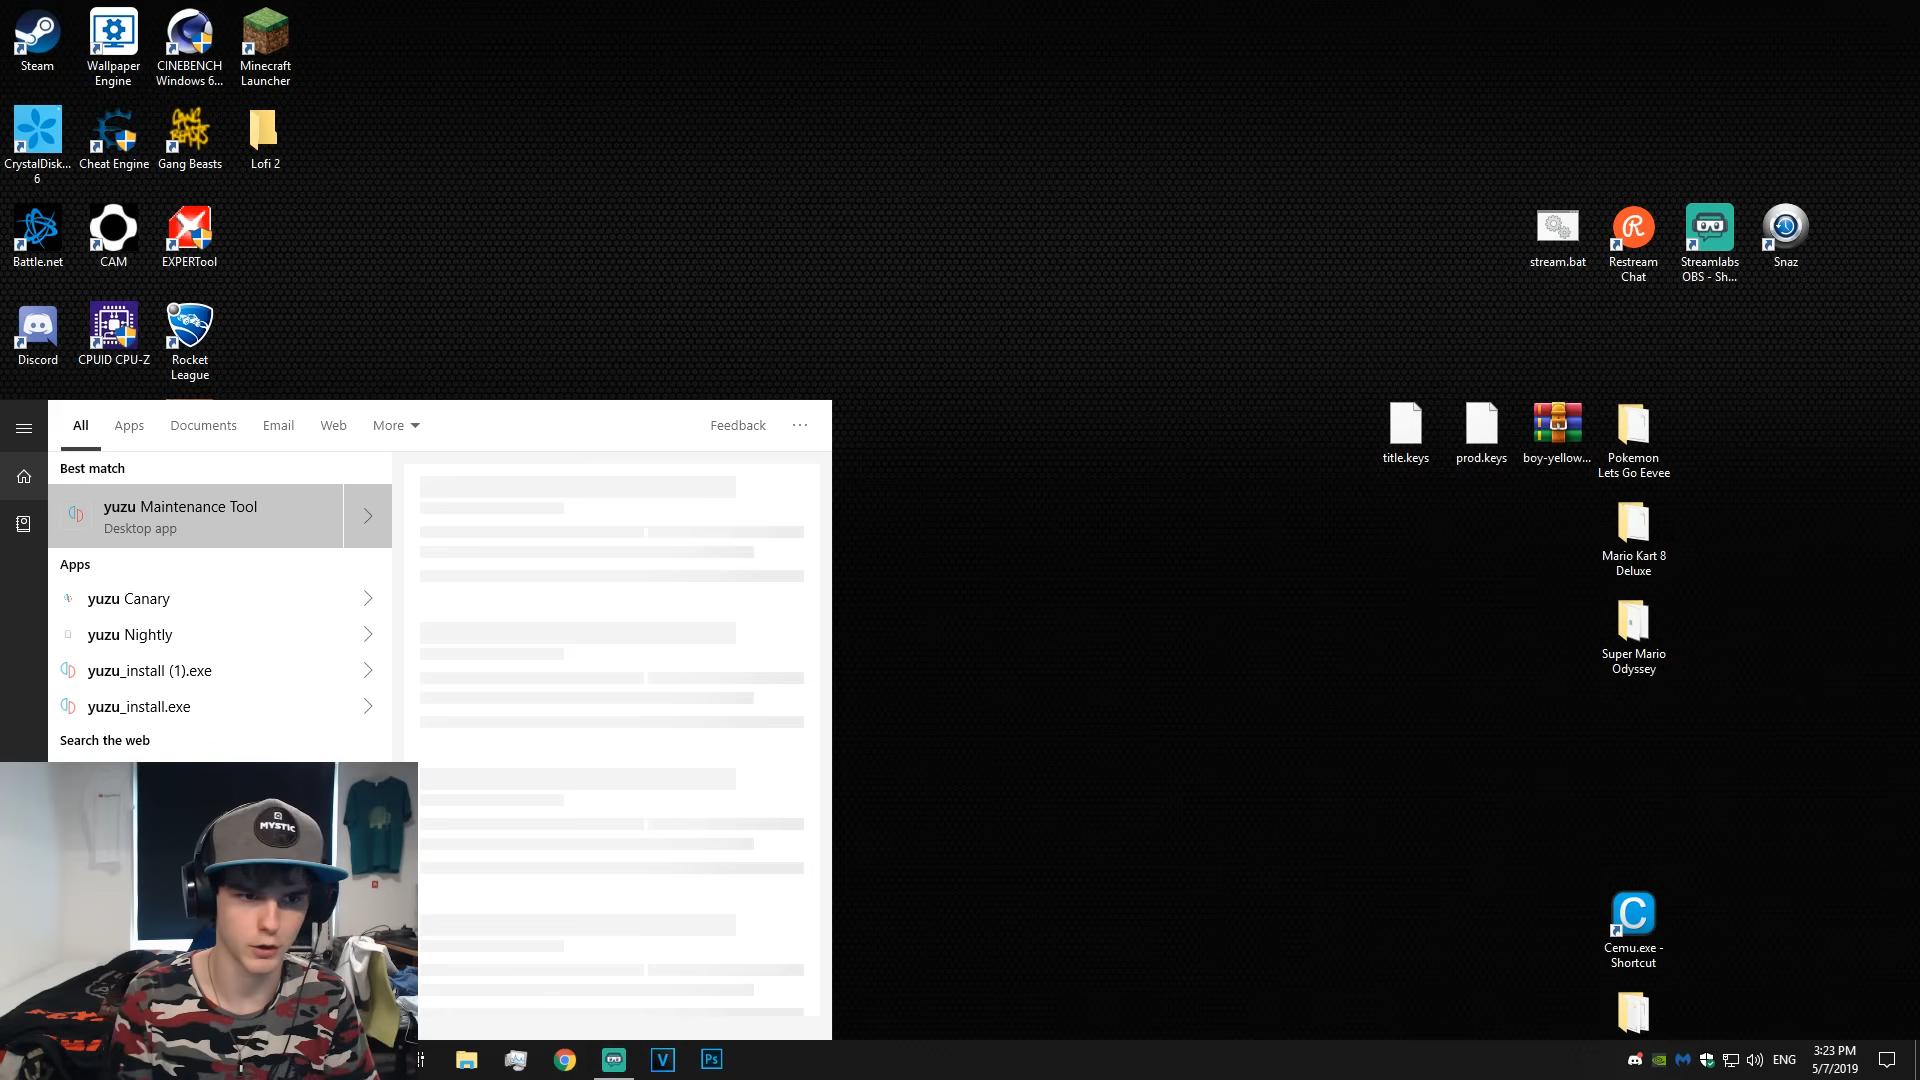 Steam
Wallpaper
Engine
CINEBENCH
Windows 6...
Minecraft
Launcher
CrystalDisk...
6
Cheat Engine
GANG
BEASTS
Gang Beasts
Lofi 2
Battle.net
CAM
EXPERTool
stream.bat
Restream
Chat
Streamlabs
OBS - Sh...
Snaz
Discord
CPUID CPU-Z
Rocket
League
All
Apps
Documents
Email
Web
More
Feedback
Best match
yuzu Maintenance Tool
Desktop app
Apps
yuzu Canary
yuzu Nightly
yuzu_install (1).exe
yuzu_install.exe
Search the web
title.keys
prod.keys
boy-yellow...
Pokemon
Lets Go Eevee
Mario Kart 8
Deluxe
Super Mario
Odyssey
MYSTIC
C
Cemu.exe -
Shortcut
V
Ps
ENG
3:23 PM
5/7/2019